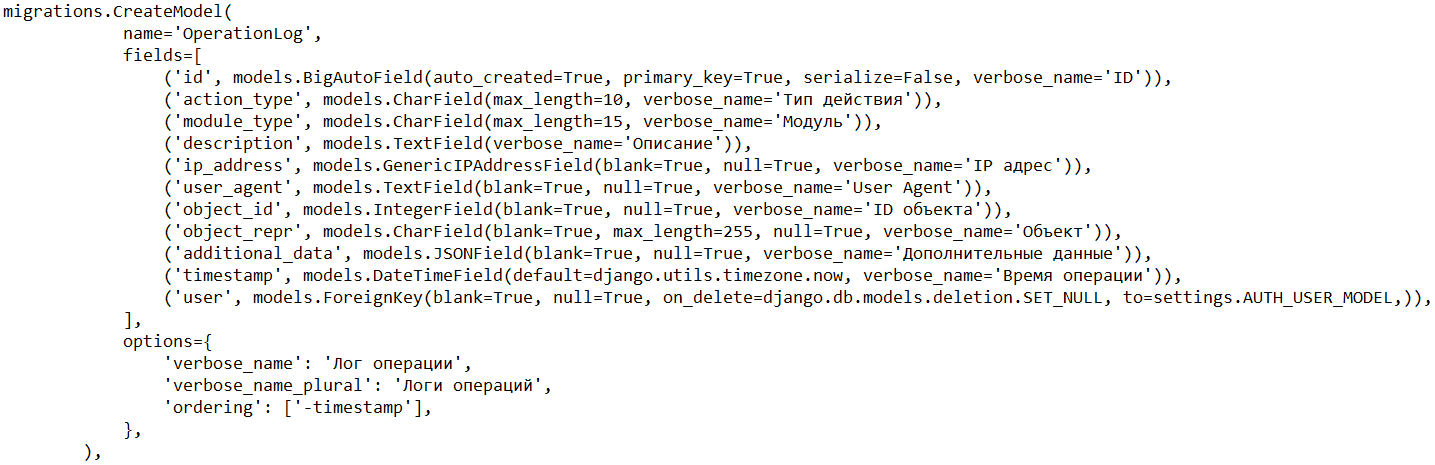 migrations.CreateModel(
            name='OperationLog',
            fields=[
                ('id', models.BigAutoField(auto_created=True, primary_key=True, serialize=False, verbose_name='ID')),
                ('action_type', models.CharField(max_length=10, verbose_name='Тип действия')),
                ('module_type', models.CharField(max_length=15, verbose_name='Модуль')),
                ('description', models.TextField(verbose_name='Описание')),
                ('ip_address', models.GenericIPAddressField(blank=True, null=True, verbose_name='IP адрес')),
                ('user_agent', models.TextField(blank=True, null=True, verbose_name='User Agent')),
                ('object_id', models.IntegerField(blank=True, null=True, verbose_name='ID объекта')),
                ('object_repr', models.CharField(blank=True, max_length=255, null=True, verbose_name='Объект')),
                ('additional_data', models.JSONField(blank=True, null=True, verbose_name='Дополнительные данные')),
                ('timestamp', models.DateTimeField(default=django.utils.timezone.now, verbose_name='Время операции')),
                ('user', models.ForeignKey(blank=True, null=True, on_delete=django.db.models.deletion.SET_NULL, to=settings.AUTH_USER_MODEL,)),
            ],
            options={
                'verbose_name': 'Лог операции',
                'verbose_name_plural': 'Логи операций',
                'ordering': ['-timestamp'],
            },
        ),